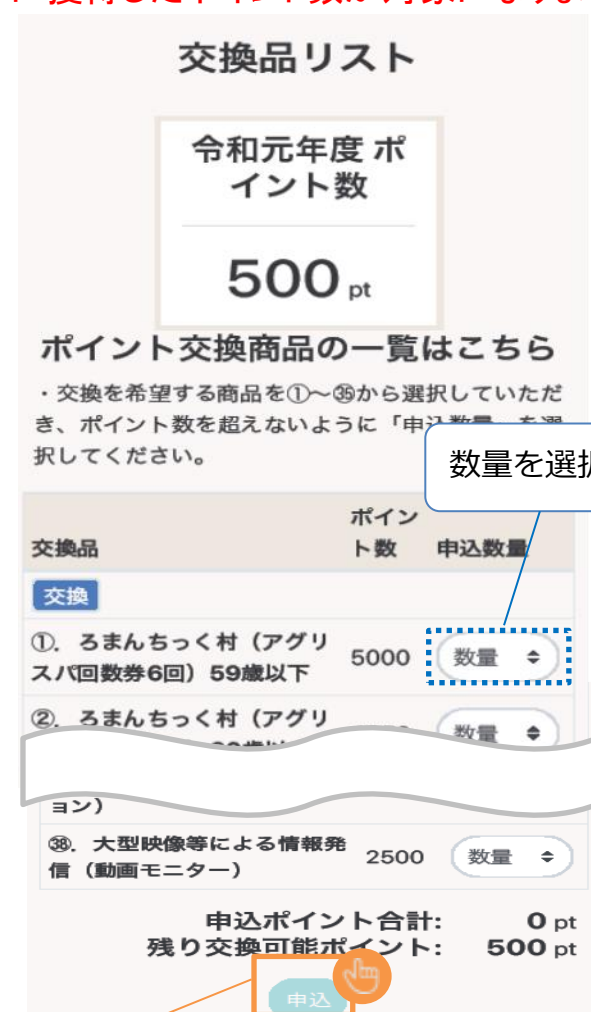 交換品リスト
令和元年度 ポ
イント数
500 pt
ポイント交換商品の一覧はこちら
・交換を希望する商品を①～㉟から選択していただ
き、ポイント数を超えないように「申込数量」を選
択してください。
数量を選択
交換品
ポイン
ト数
申込数量
交換
①. ろまんちっく村（アグリ
スパ回数券6回）59歳以下
5000
数量
②. ろまんちっく村（アグリ
数量
ョン）
㊳. 大型映像等による情報発
信（動画モニター）
2500
数量
申込ポイント合計: 0 pt
残り交換可能ポイント: 500 pt
申込